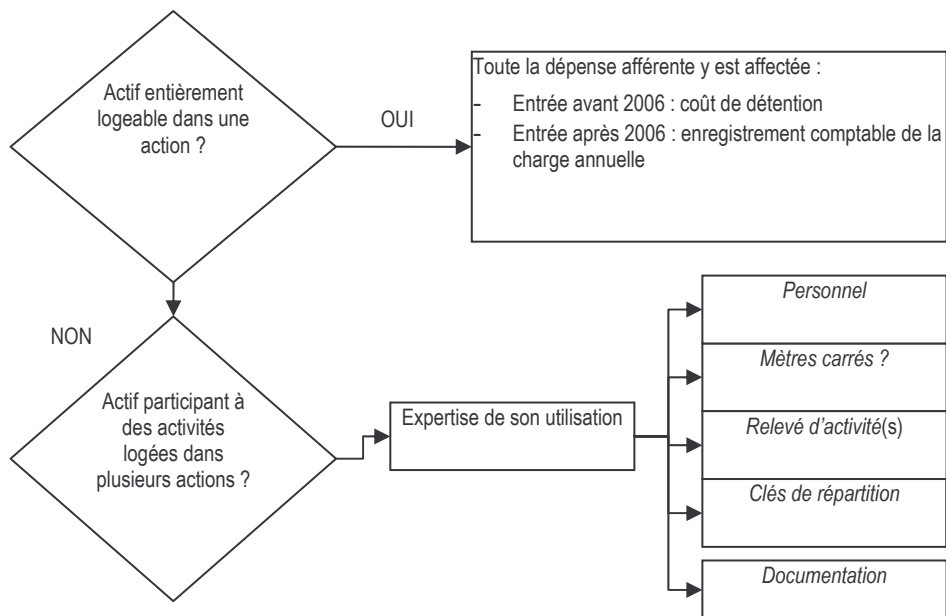 Actif entièrement
logeable dans une
action ?
OUI
Toute la dépense afférente y est affectée :
- Entrée avant 2006 : coût de détention
- Entrée après 2006 : enregistrement comptable de la
charge annuelle
NON
Actif participant à
des activités
logées dans
plusieurs actions ?
Expertise de son utilisation
Personnel
Mètres carrés ?
Relevé d’activité(s)
Clés de répartition
Documentation